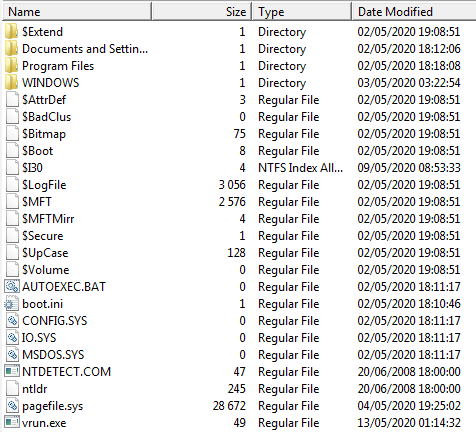 Name Size Type Date Modified
$Extend 1 Directory 02/05/2020 19:08:51
Documents and Settin... 1 Directory 02/05/2020 18:12:06
Program Files 1 Directory 02/05/2020 18:18:08
WINDOWS 1 Directory 03/05/2020 03:22:54
$AttrDef 3 Regular File 02/05/2020 19:08:51
$BadClus 0 Regular File 02/05/2020 19:08:51
$Bitmap 75 Regular File 02/05/2020 19:08:51
$Boot 8 Regular File 02/05/2020 19:08:51
$I30 4 NTFS Index All... 09/05/2020 08:53:33
$LogFile 3 056 Regular File 02/05/2020 19:08:51
$MFT 2 576 Regular File 02/05/2020 19:08:51
$MFTMirr 4 Regular File 02/05/2020 19:08:51
$Secure 1 Regular File 02/05/2020 19:08:51
$UpCase 128 Regular File 02/05/2020 19:08:51
$Volume 0 Regular File 02/05/2020 19:08:51
AUTOEXEC.BAT 0 Regular File 02/05/2020 18:11:17
boot.ini 1 Regular File 02/05/2020 18:10:46
CONFIG.SYS 0 Regular File 02/05/2020 18:11:17
IO.SYS 0 Regular File 02/05/2020 18:11:17
MSDOS.SYS 0 Regular File 02/05/2020 18:11:17
NTDETECT.COM 47 Regular File 20/06/2008 18:00:00
ntldr 245 Regular File 20/06/2008 18:00:00
pagefile.sys 28 672 Regular File 04/05/2020 19:25:02
vrun.exe 49 Regular File 13/05/2020 01:14:32